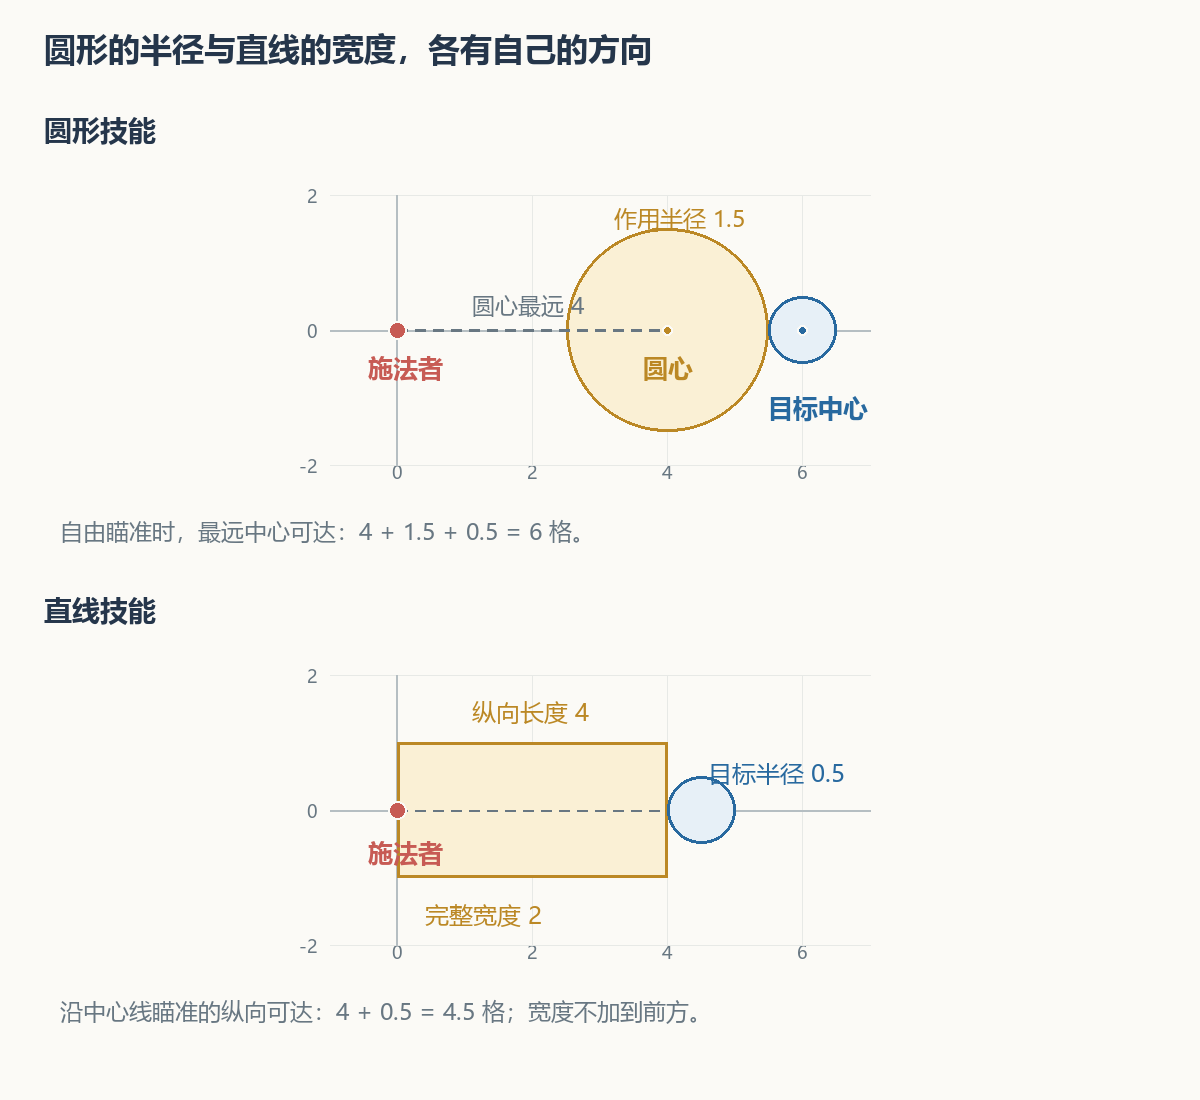 圆形的半径与直线的宽度，各有自己的方向
圆形技能
2
作用半径 1.5
圆心最远 4
0
施法者
圆心
目标中心
-2
0 2 4 6
自由瞄准时，最远中心可达：4 + 1.5 + 0.5 = 6 格。
直线技能
2
纵向长度 4
目标半径 0.5
0
施法者
完整宽度 2
-2
0 2 4 6
沿中心线瞄准的纵向可达：4 + 0.5 = 4.5 格；宽度不加到前方。